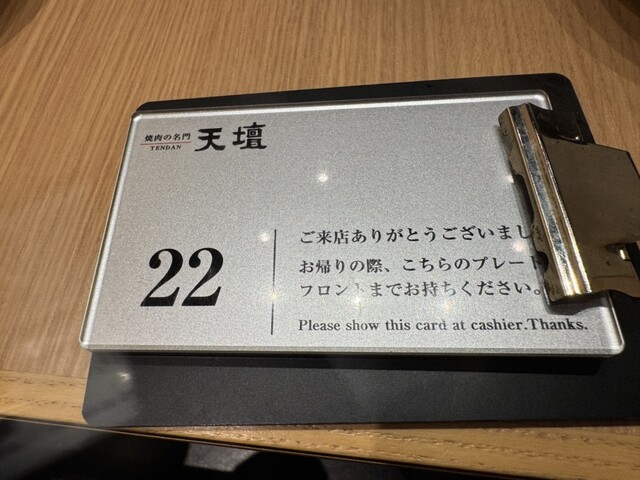 焼肉の名門
TENDAN
天壇
22
ご来店ありがとうございまし
お帰りの際、こちらのプレート
フロントまでお持ちください。
Please show this card at cashier.Thanks.